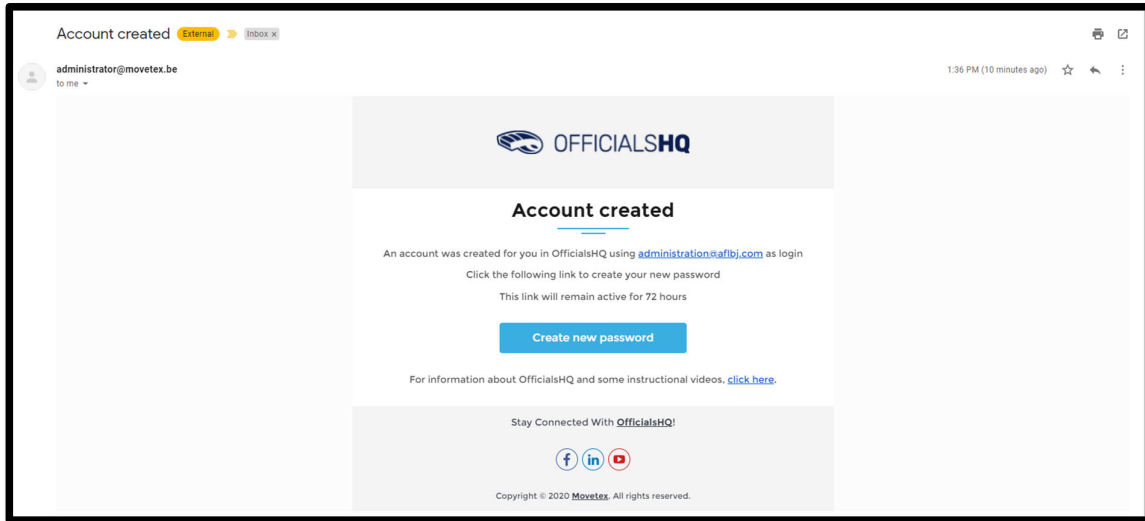 Account created External Inbox x
administrator@movetex.be 1:36 PM (10 minutes ago)
to me
OFFICIALSHQ
Account created
An account was created for you in OfficialsHQ using administration@aflbj.com as login
Click the following link to create your new password
This link will remain active for 72 hours
Create new password
For information about OfficialsHQ and some instructional videos, click here.
Stay Connected With OfficialsHQ!
f in
Copyright © 2020 Movetex, All rights reserved.